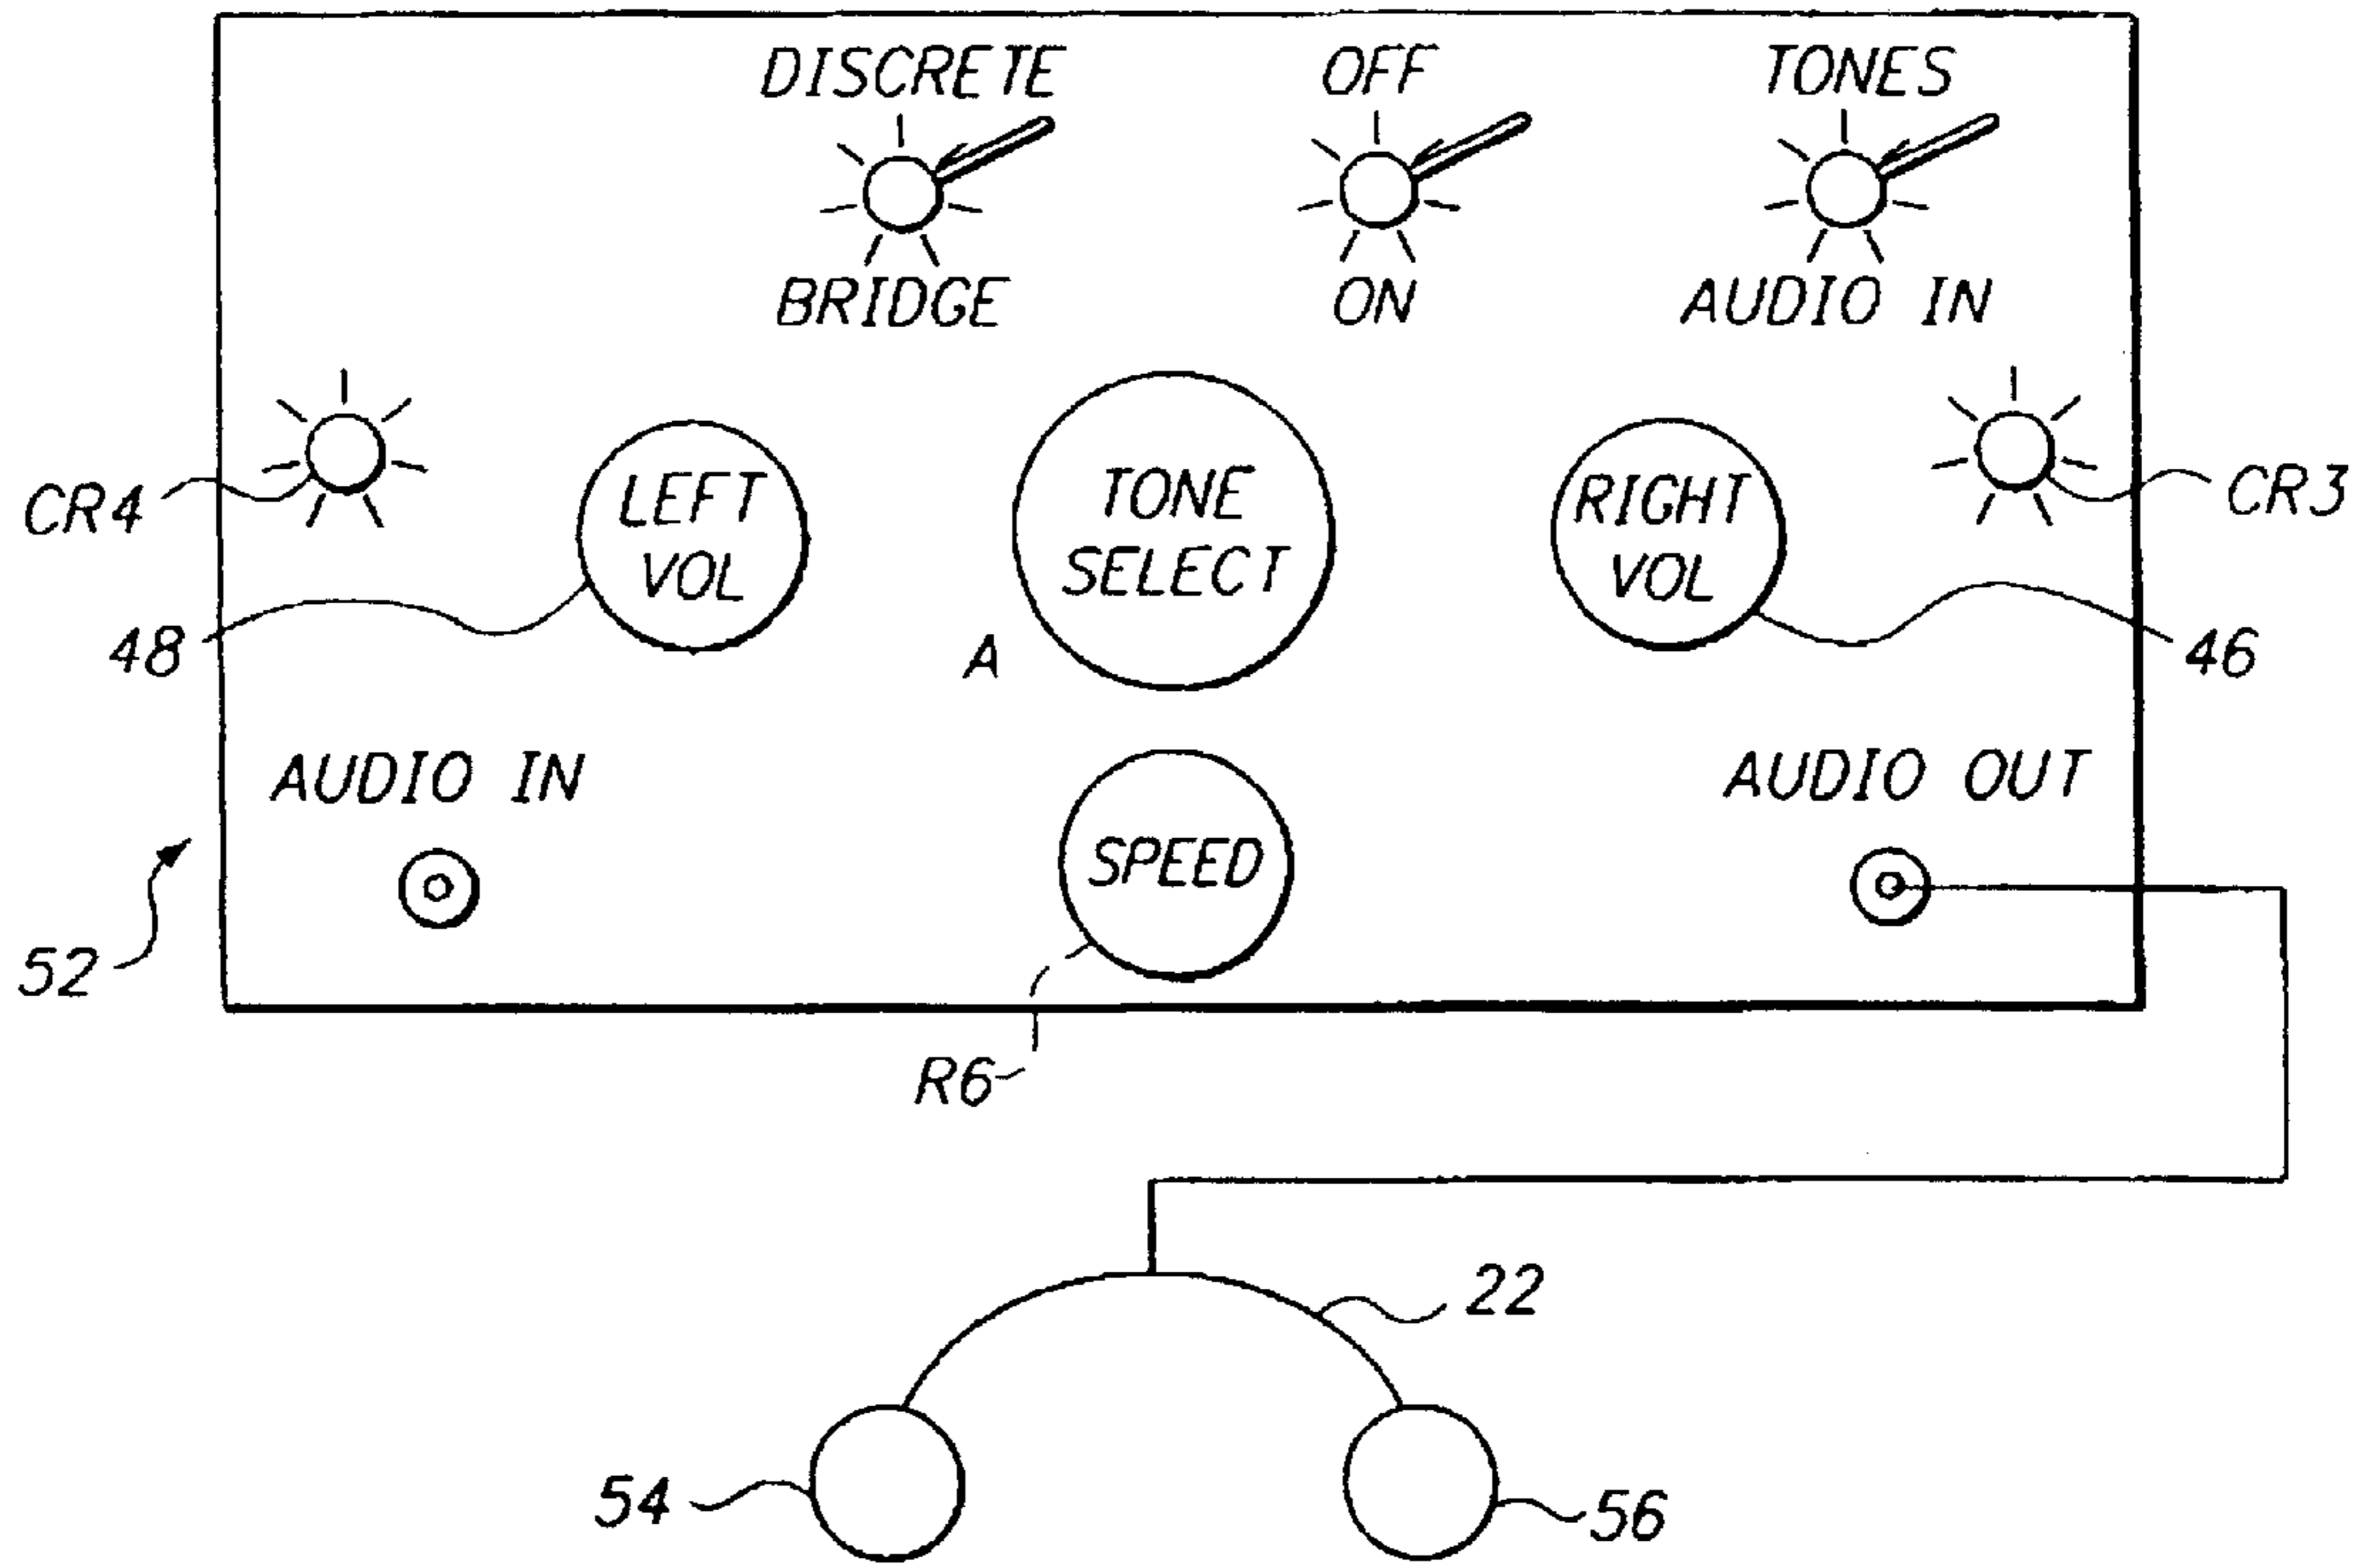 DISCRETE OFF TONES
BRIDGE ON AUDIO IN
CR4
LEFT
VOL
TONE
SELECT
RIGHT
VOL
CR3
48
A
46
AUDIO IN
AUDIO OUT
SPEED
52
R6
22
54
56